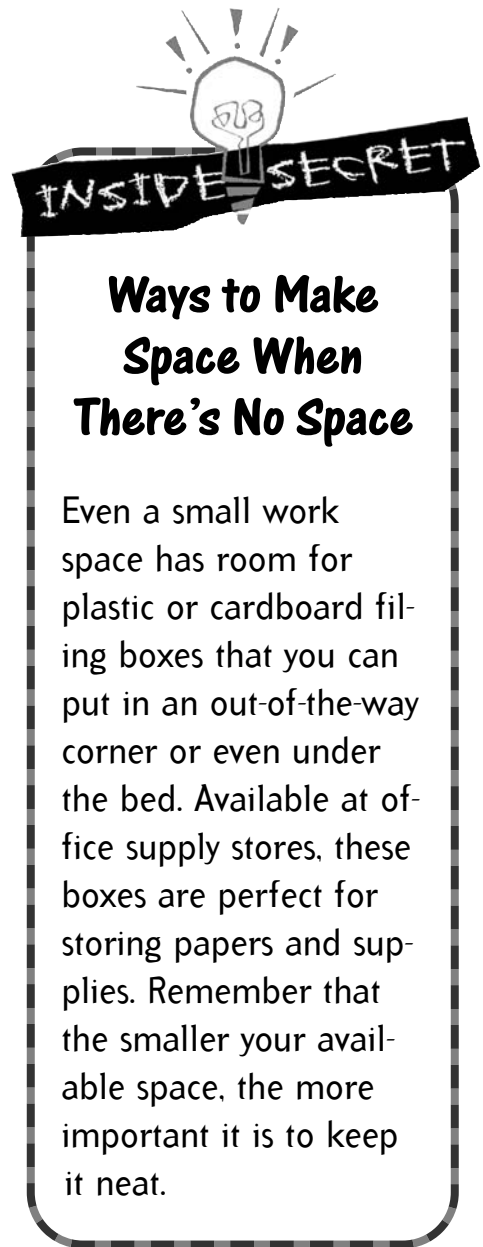 INSIDE SECRET
Ways to Make
Space When
There's No Space
Even a small work
space has room for
plastic or cardboard fil-
ing boxes that you can
put in an out-of-the-way
corner or even under
the bed. Available at of-
fice supply stores, these
boxes are perfect for
storing papers and sup-
plies. Remember that
the smaller your avail-
able space, the more
important it is to keep
it neat.